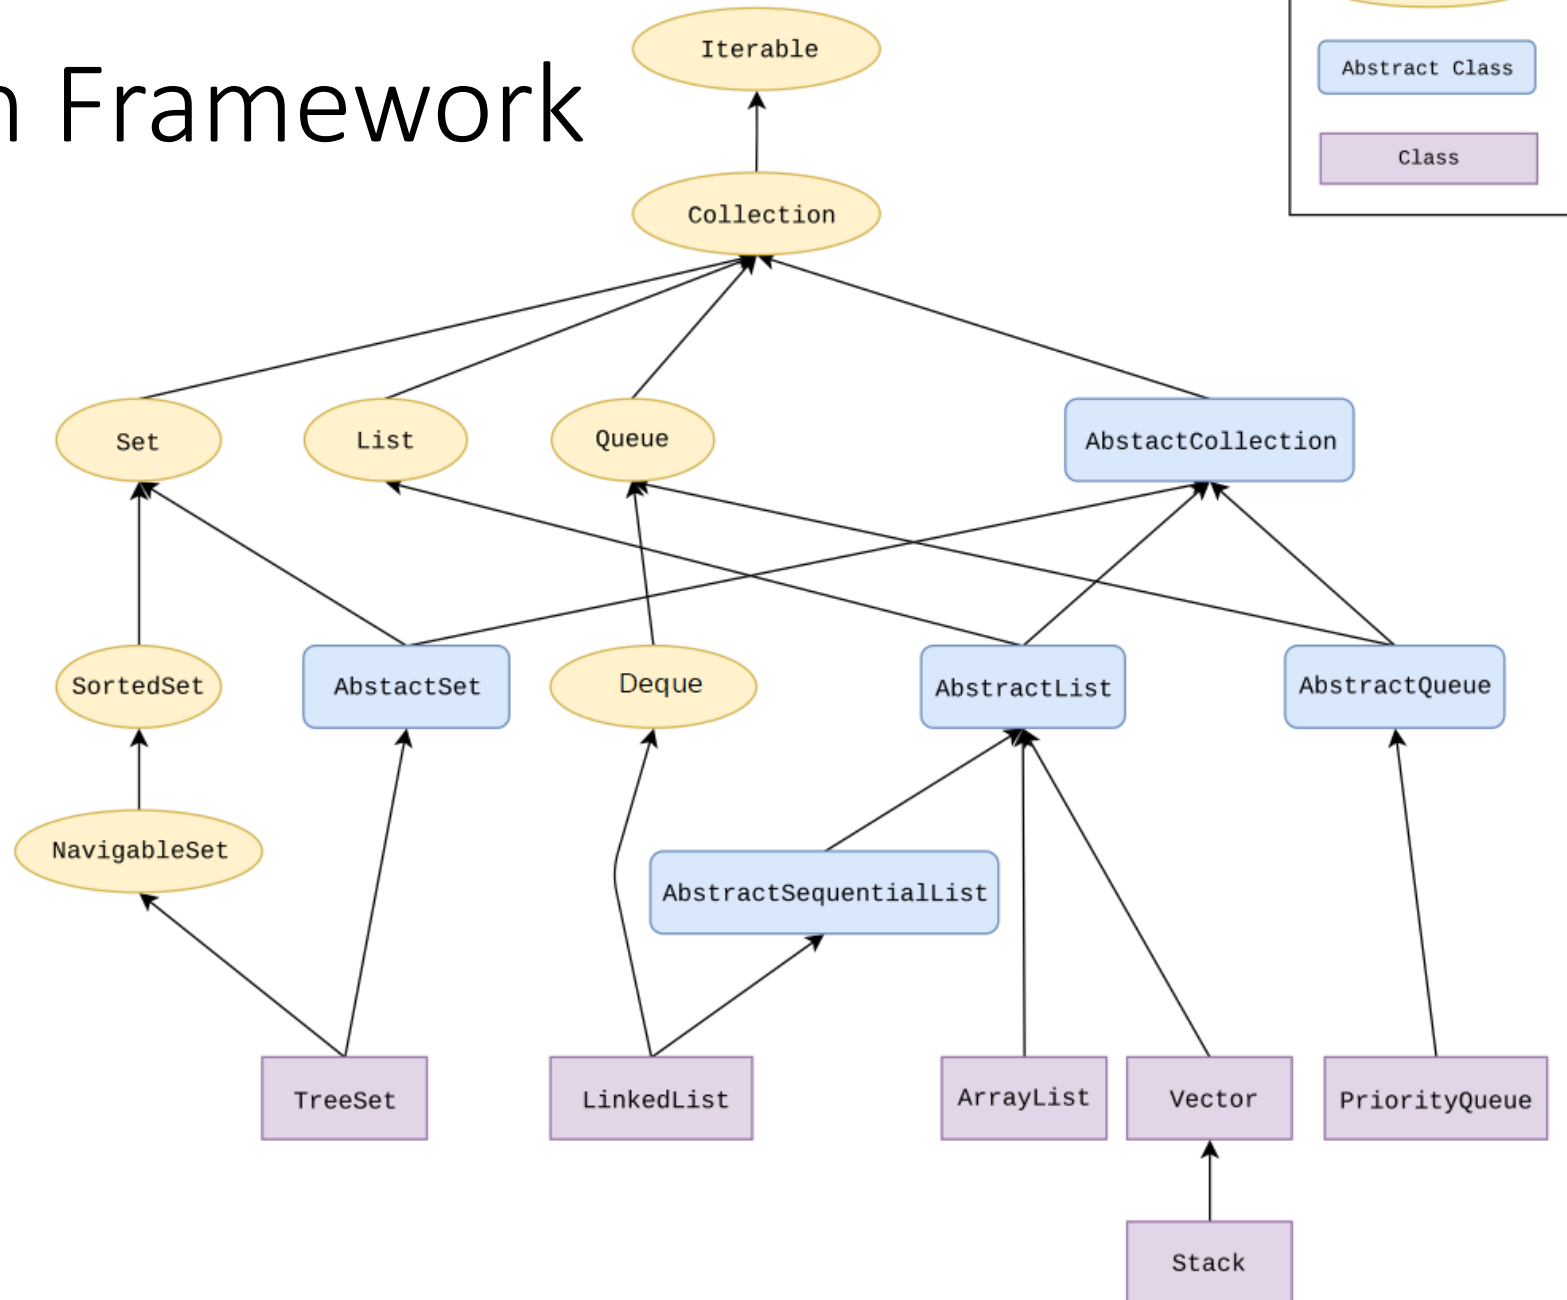 Iterable
Abstract Class
n Framework
Class
Collection
Set
List
Queue
AbstactCollection
SortedSet
AbstactSet
Deque
AbstractList
AbstractQueue
NavigableSet
AbstractSequentialList
TreeSet
LinkedList
ArrayList
Vector
PriorityQueue
Stack